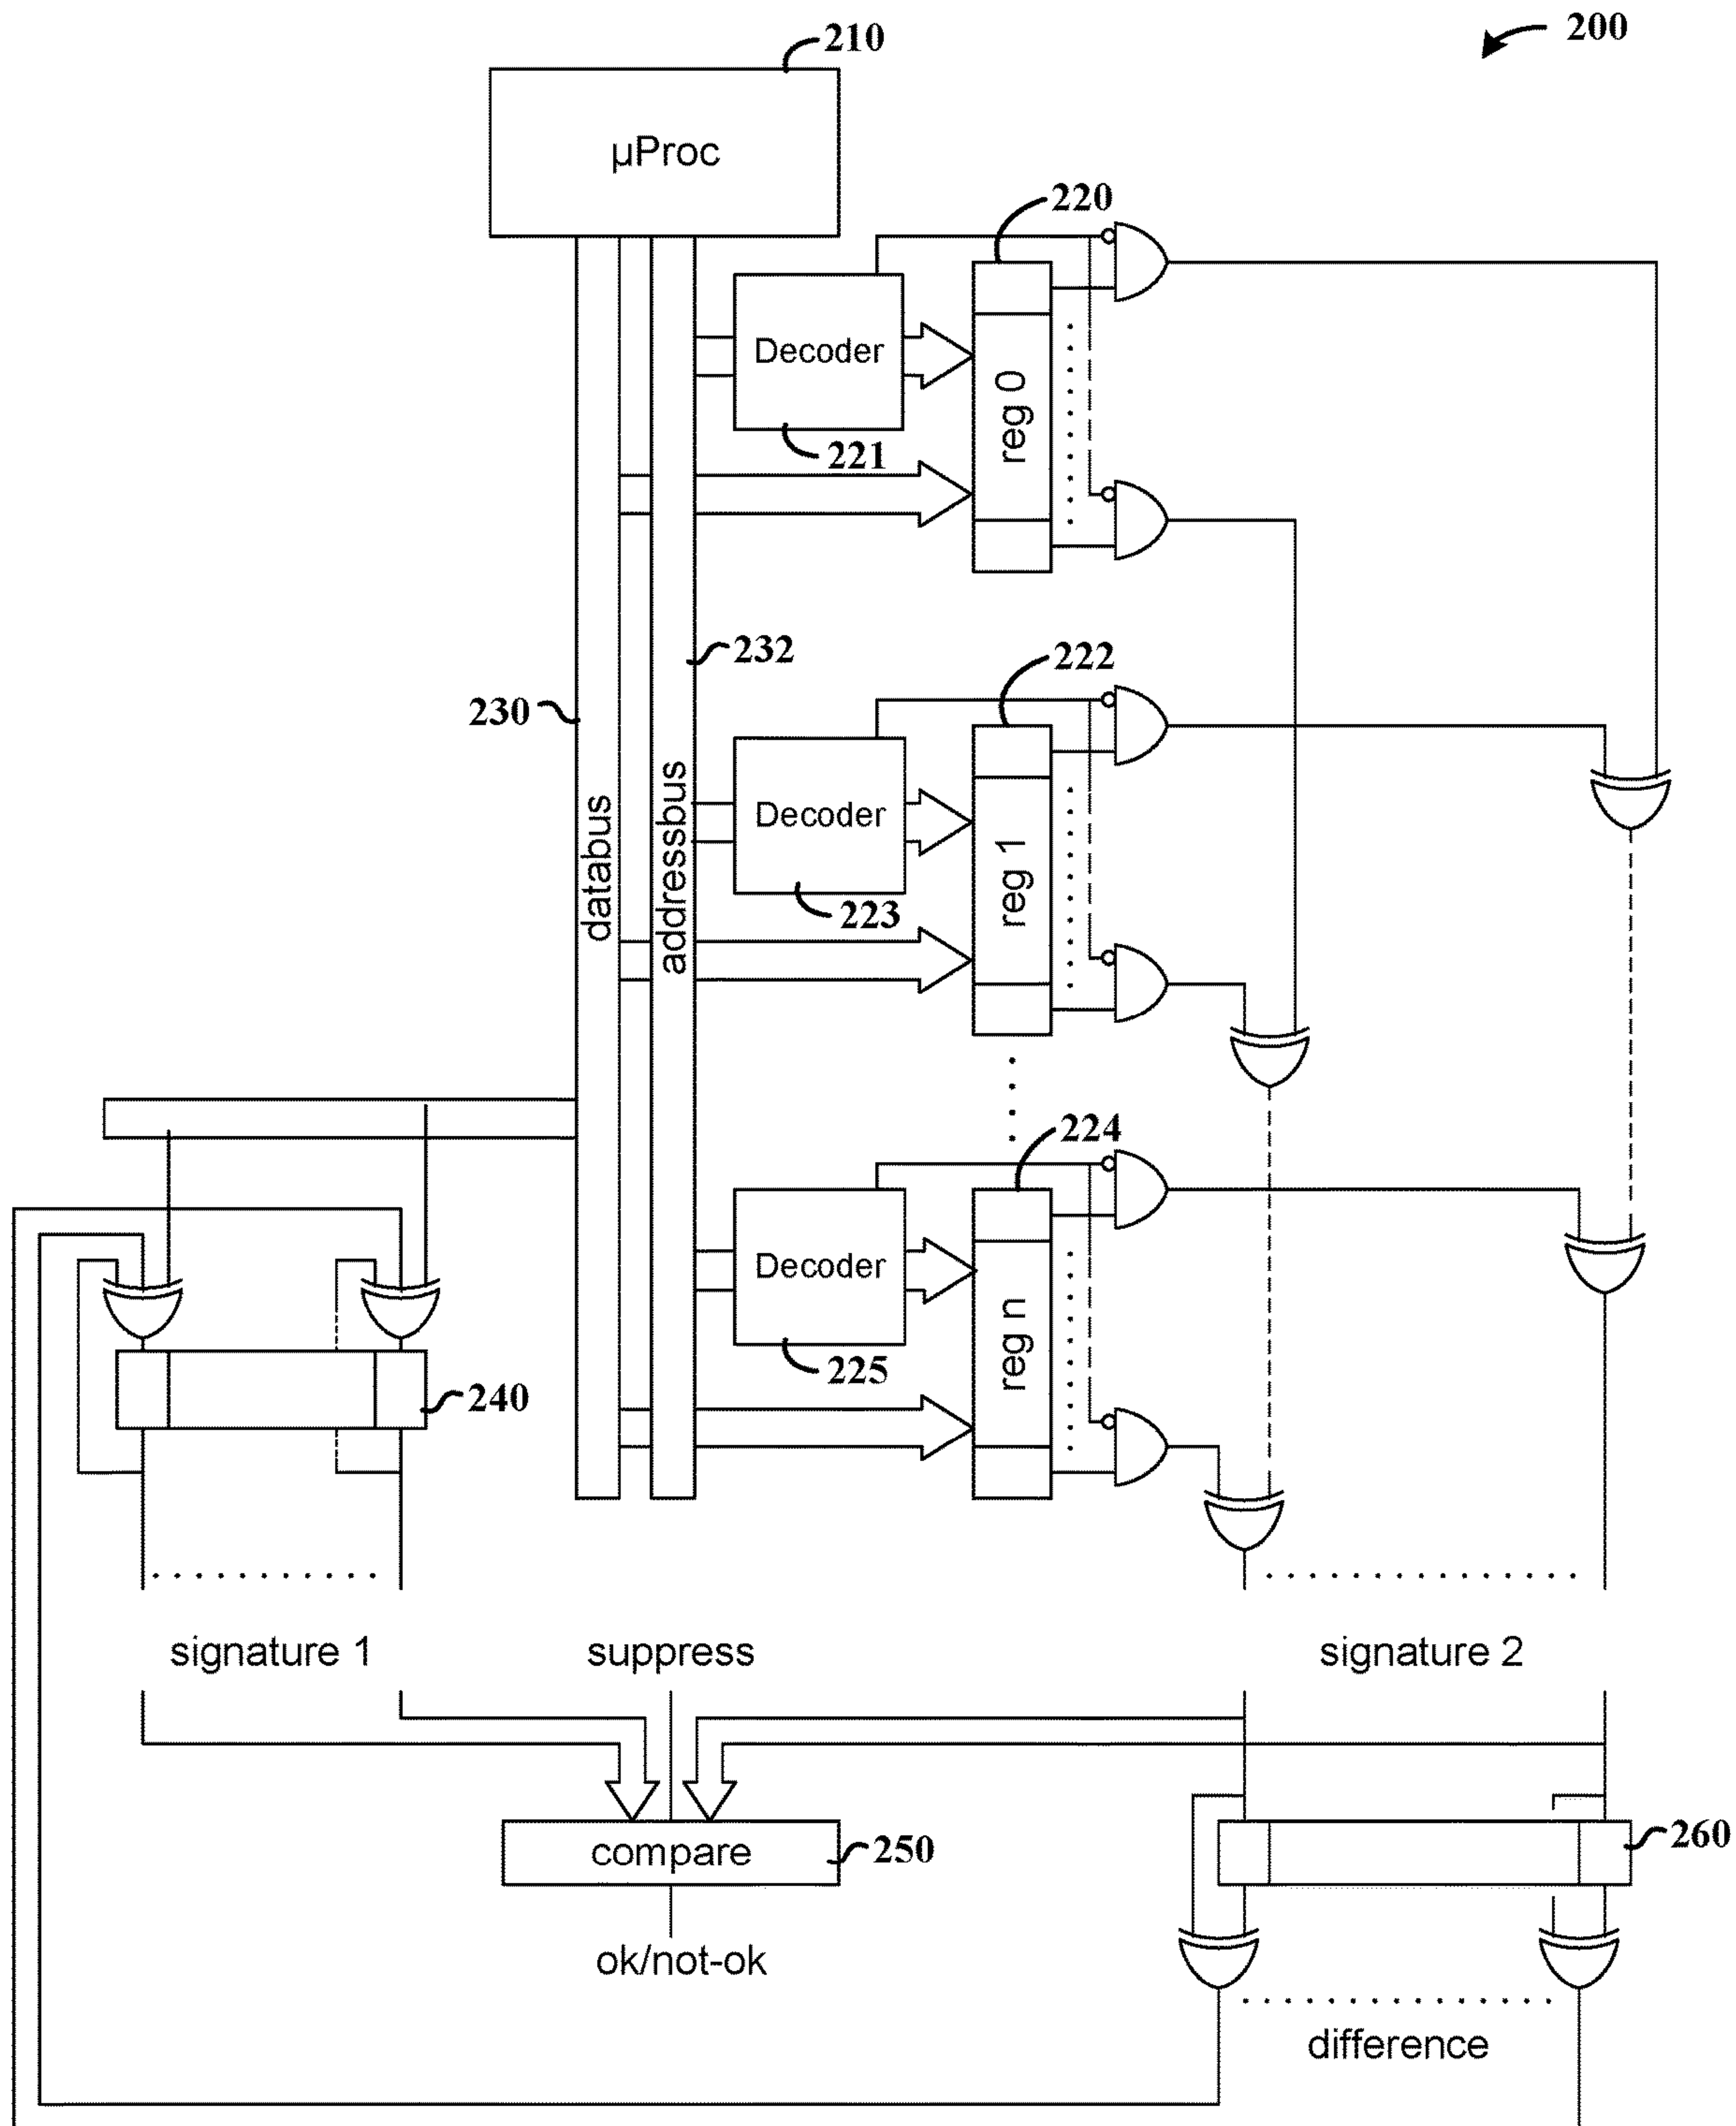 200
210
µProc
220
Decoder
reg 0
221
232
222
230
Decoder
reg 1
databus
addressbus
223
224
Decoder
reg n
225
240
signature 1
suppress
signature 2
compare
250
260
ok/not-ok
difference